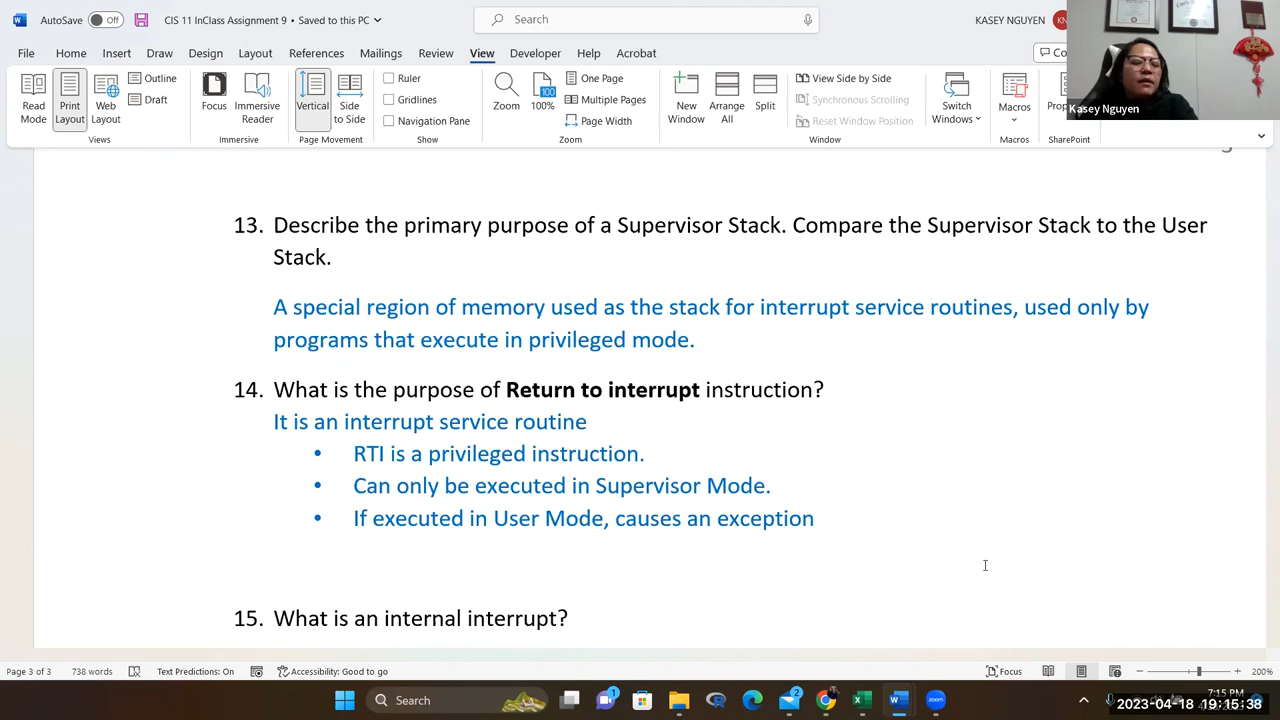 AutoSave Off CIS 11 InClass Assignment 9 • Saved to this PC Search KASEY NGUYEN KN
File Home Insert Draw Design Layout References Mailings Review View Developer Help Acrobat
Read Mode
Print Layout
Web Layout
Outline
Draft
Views
Focus
Immersive Reader
Immersive
Vertical
Side to Side
Page Movement
Ruler
Gridlines
Navigation Pane
Show
Zoom
100
100%
One Page
Multiple Pages
Page Width
Zoom
New Window
Arrange All
Split
View Side by Side
Synchronous Scrolling
Reset Window Position
Window
Switch Windows
Macros
Macros
SharePoint
Kasey Nguyen
13. Describe the primary purpose of a Supervisor Stack. Compare the Supervisor Stack to the User
Stack.
A special region of memory used as the stack for interrupt service routines, used only by
programs that execute in privileged mode.
14. What is the purpose of Return to interrupt instruction?
It is an interrupt service routine
• RTI is a privileged instruction.
• Can only be executed in Supervisor Mode.
• If executed in User Mode, causes an exception
15. What is an internal interrupt?
Page 3 of 3 738 words Text Predictions: On Accessibility: Good to go Focus 200%
Search 1 2 zoom 7:15 PM
2023-04-18 19:15:38